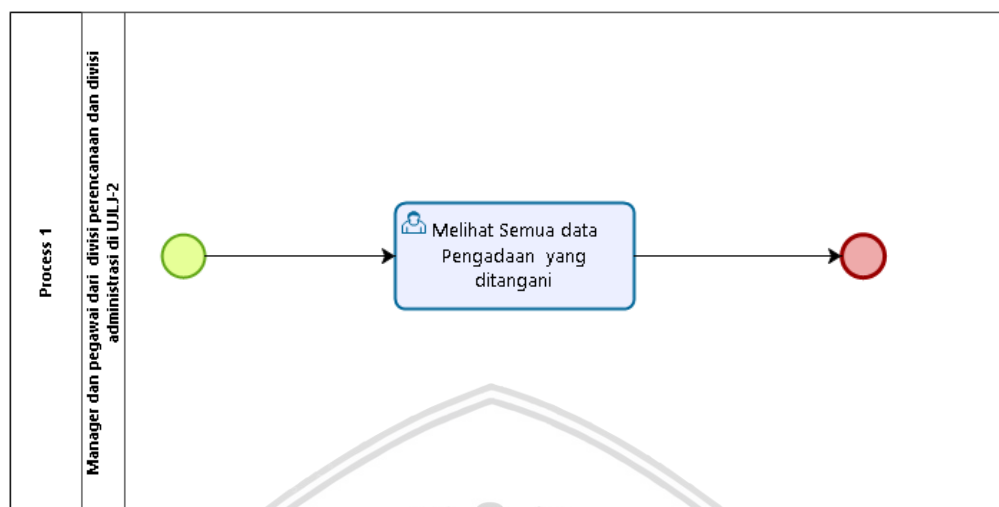 Process 1
Manager dan pegawai dari divisi perencanaan dan divisi
administrasi di UJLJ-2
Melihat Semua data
Pengadaan yang
ditangani